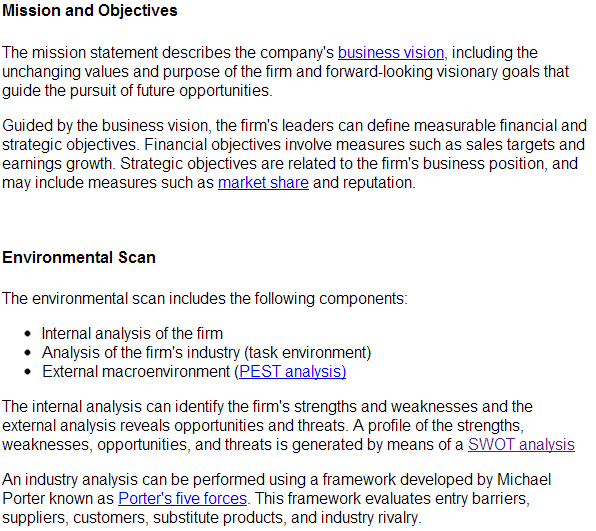 Mission and Objectives
The mission statement describes the company's business vision, including the
unchanging values and purpose of the firm and forward-looking visionary goals that
guide the pursuit of future opportunities.
Guided by the business vision, the firm's leaders can define measurable financial and
strategic objectives. Financial objectives involve measures such as sales targets and
earnings growth. Strategic objectives are related to the firm's business position, and
may include measures such as market share and reputation.
Environmental Scan
The environmental scan includes the following components:
• Internal analysis of the firm
• Analysis of the firm's industry (task environment)
• External macroenvironment (PEST analysis)
The internal analysis can identify the firm's strengths and weaknesses and the
external analysis reveals opportunities and threats. A profile of the strengths,
weaknesses, opportunities, and threats is generated by means of a SWOT analysis
An industry analysis can be performed using a framework developed by Michael
Porter known as Porter's five forces. This framework evaluates entry barriers,
suppliers, customers, substitute products, and industry rivalry.